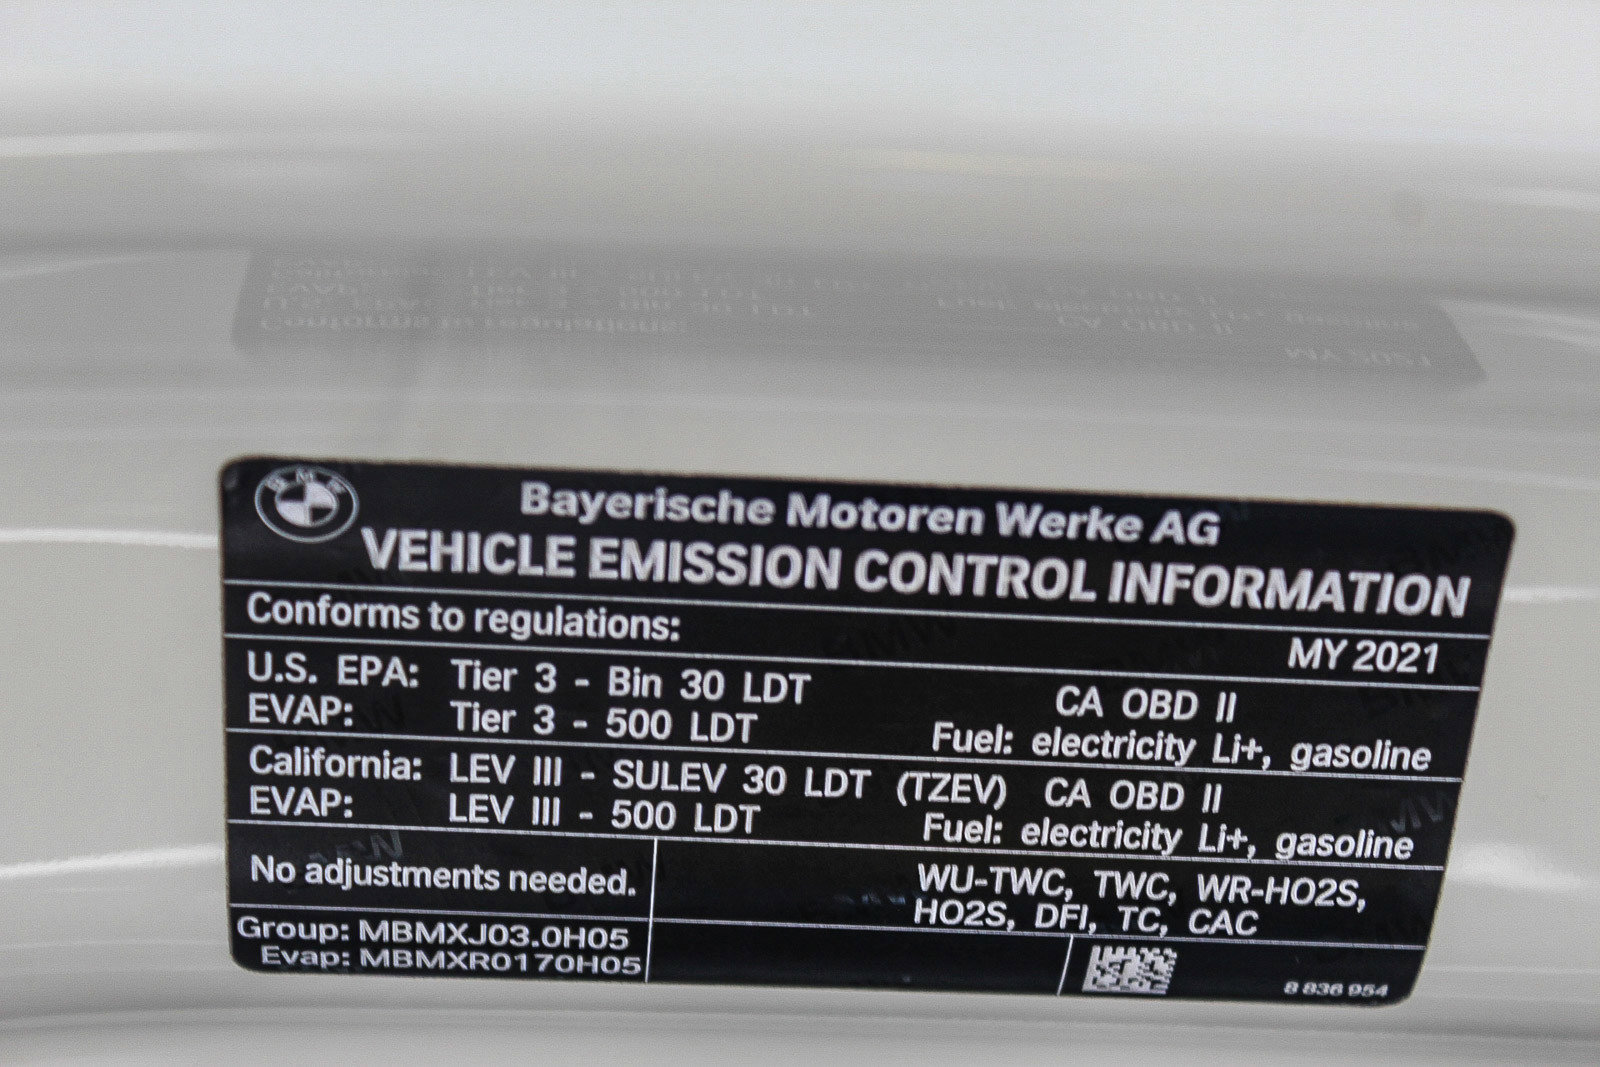 BMW
Bayerische Motoren Werke AG
VEHICLE EMISSION CONTROL INFORMATION
Conforms to regulations:
MY 2021
U.S. EPA: Tier 3 - Bin 30 LDT CA OBD II
EVAP: Tier 3 - 500 LDT Fuel: electricity Li+, gasoline
California: LEV III - SULEV 30 LDT (TZEV) CA OBD II
EVAP: LEV III - 500 LDT Fuel: electricity Li+, gasoline
No adjustments needed.
WU-TWC, TWC, WR-HO2S,
HO2S, DFI, TC, CAC
Group: MBMXJ03.0H05
Evap: MBMXR0170H05
8 836 954